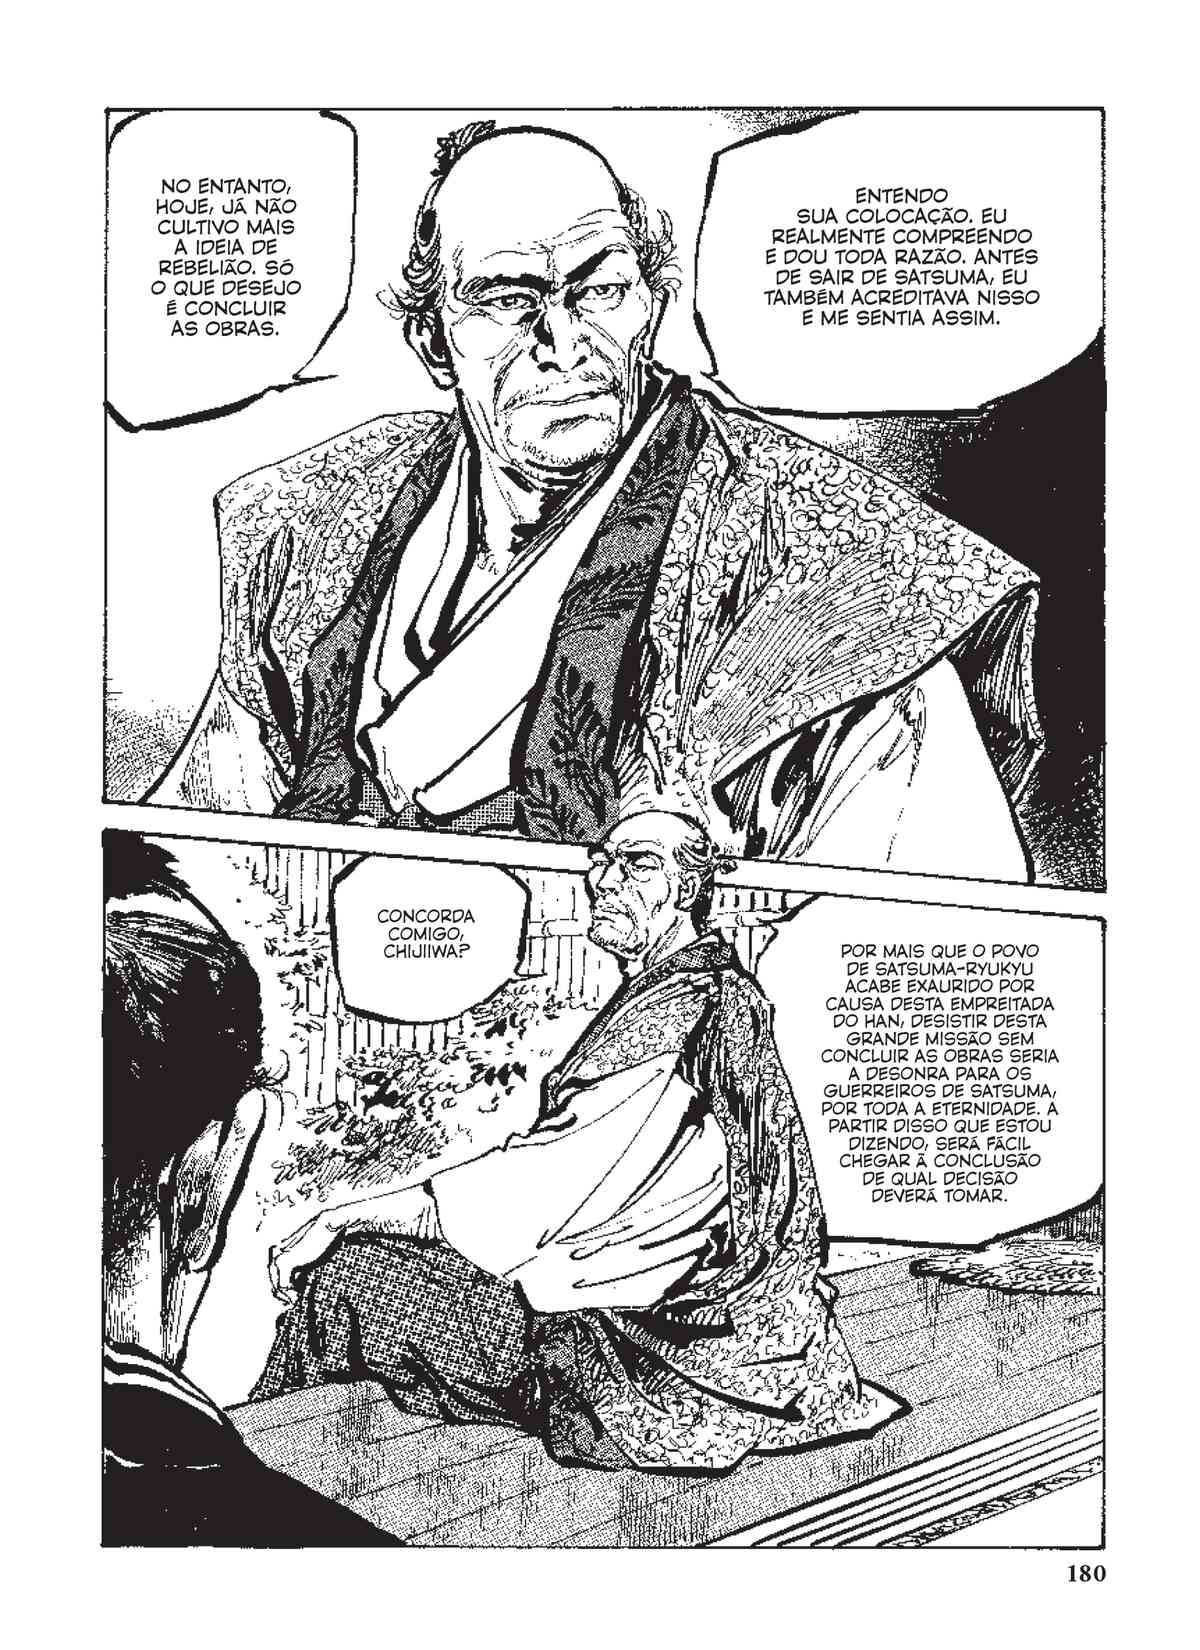 ENTENDO
SUA COLOCAÇÃO. EU
REALMENTE COMPREENDO
E DOU TODA RAZÃO. ANTES
DE SAIR DE SATSUMA, EU
TAMBÉM ACREDITAVA NISSO
E ME SENTIA ASSIM.
NO ENTANTO,
HOJE, JÁ NÃO
CULTIVO MAIS
A IDEIA DE
REBELIÃO. SÓ
O QUE DESEJO
É CONCLUIR
AS OBRAS.
POR MAIS QUE O POVO
DE SATSUMA-RYUKYU
ACABE EXAURIDO POR
CAUSA DESTA EMPREITADA
DO HAN, DESISTIR DESTA
GRANDE MISSÃO SEM
CONCLUIR AS OBRAS SERIA
A DESONRA PARA OS
GUERREIROS DE SATSUMA,
POR TODA A ETERNIDADE. A
PARTIR DISSO QUE ESTOU
DIZENDO, SERÁ FÁCIL
CHEGAR À CONCLUSÃO
DE QUAL DECISÃO
DEVERÁ TOMAR.
CONCORDA
COMIGO,
CHIJIIWA?
180